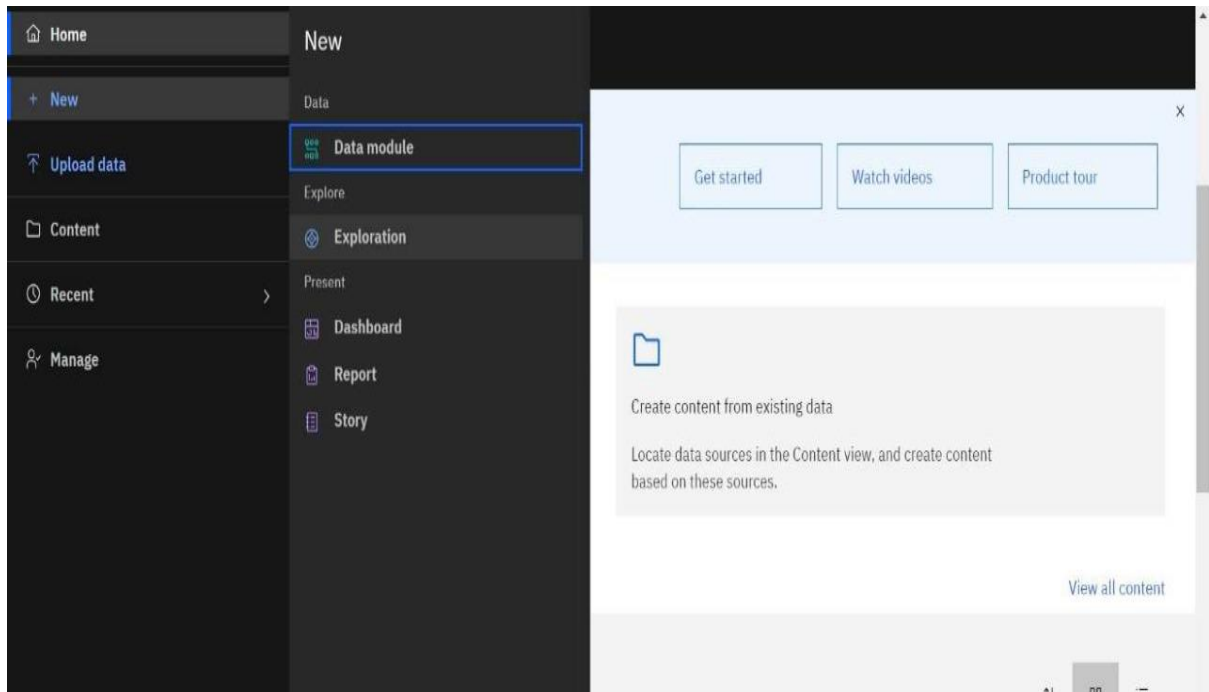 Home
New
Upload data
Content
Recent
Manage
New
Data
Data module
Explore
Exploration
Present
Dashboard
Report
Story
Get started
Watch videos
Product tour
Create content from existing data
Locate data sources in the Content view, and create content
based on these sources.
View all content